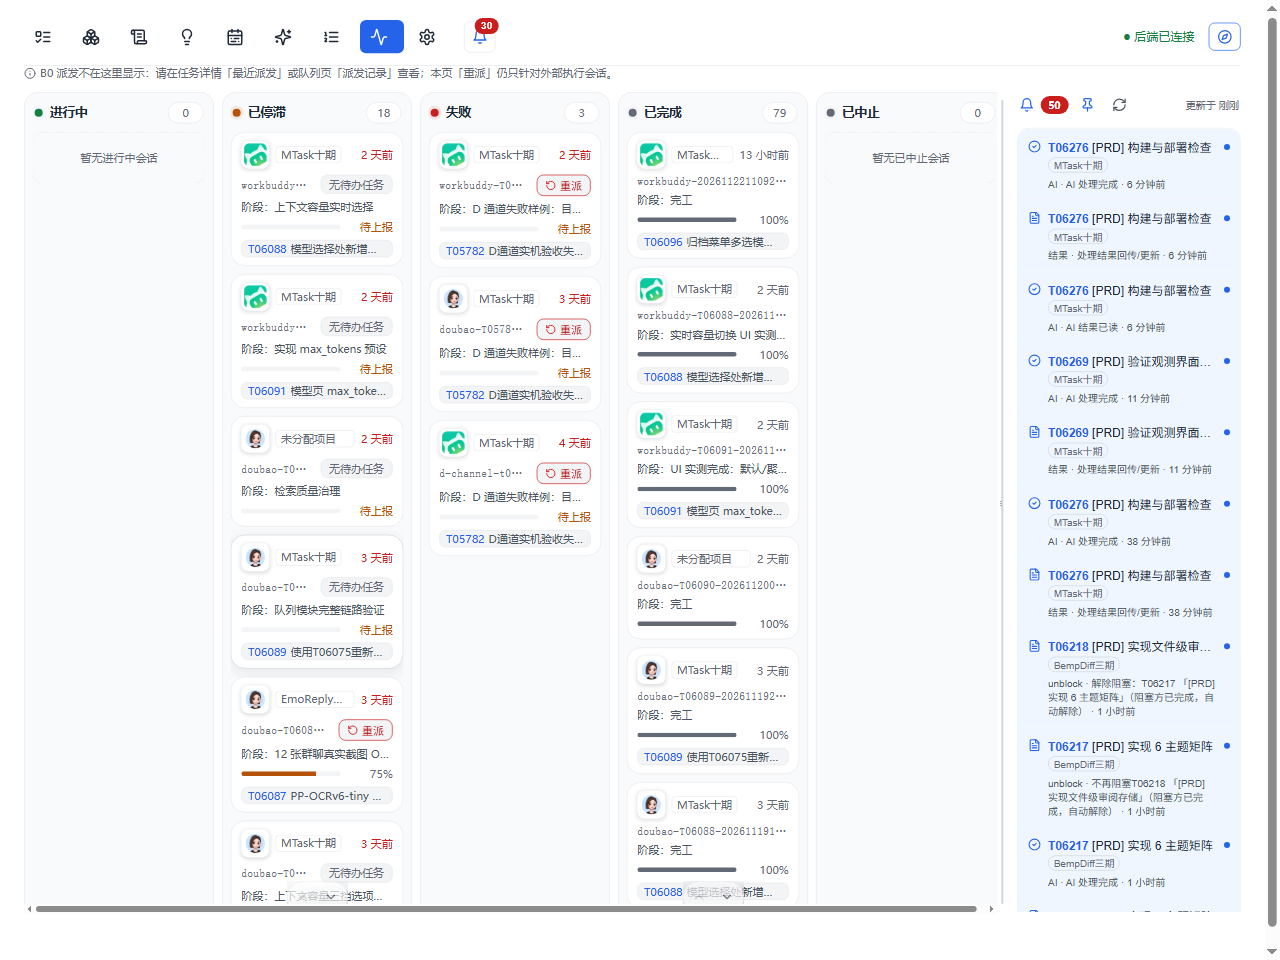 30
后端已连接
B0 派发不在这里显示：请在任务详情「最近派发」或队列页「派发记录」查看；本页「重派」仍只针对外部执行会话。
进行中 0
暂无进行中会话
已停滞 18
MTask十期 2 天前
workbuddy··· 无待办任务
阶段：上下文容量实时选择
待上报
T06088 模型选择处新增...
MTask十期 2 天前
workbuddy··· 无待办任务
阶段：实现 max_tokens 预设
待上报
T06091 模型页 max_toke...
未分配项目 2 天前
doubao-T0··· 无待办任务
阶段：检索质量治理
待上报
MTask十期 3 天前
doubao-T0··· 无待办任务
阶段：队列模块完整链路验证
待上报
T06089 使用T06075重新...
EmoReply... 3 天前
doubao-T0608··· 重派
阶段：12 张群聊真实截图 O...
75%
T06087 PP-OCRv6-tiny ...
MTask十期 3 天前
doubao-T0··· 无待办任务
失败 3
MTask十期 2 天前
workbuddy-T0··· 重派
阶段：D 通道失败样例：目...
待上报
T05782 D通道实机验收失...
MTask十期 3 天前
doubao-T0578··· 重派
阶段：D 通道失败样例：目...
待上报
T05782 D通道实机验收失...
MTask十期 4 天前
d-channel-t0··· 重派
阶段：D 通道失败样例：目...
待上报
T05782 D通道实机验收失...
已完成 79
MTask... 13 小时前
workbuddy-2026112211092···
阶段：完工
100%
T06096 归档菜单多选模...
MTask十期 2 天前
workbuddy-T06088-202611···
阶段：实时容量切换 UI 实测...
100%
T06088 模型选择处新增...
MTask十期 2 天前
workbuddy-T06091-202611···
阶段：UI 实测完成：默认/聚...
100%
T06091 模型页 max_toke...
未分配项目 2 天前
doubao-T06090-202611200···
阶段：完工
100%
MTask十期 3 天前
doubao-T06089-202611192···
阶段：完工
100%
T06089 使用T06075重新...
MTask十期 3 天前
doubao-T06088-202611191···
阶段：完工
100%
T06088 模型选择处新增...
已中止 0
暂无已中止会话
50 更新于 刚刚
T06276 [PRD] 构建与部署检查
MTask十期
AI · AI 处理完成 · 6 分钟前
T06276 [PRD] 构建与部署检查
MTask十期
结果 · 处理结果回传/更新 · 6 分钟前
T06276 [PRD] 构建与部署检查
MTask十期
AI · AI 结果已读 · 6 分钟前
T06269 [PRD] 验证观测界面...
MTask十期
AI · AI 处理完成 · 11 分钟前
T06269 [PRD] 验证观测界面...
MTask十期
结果 · 处理结果回传/更新 · 11 分钟前
T06276 [PRD] 构建与部署检查
MTask十期
AI · AI 处理完成 · 38 分钟前
T06276 [PRD] 构建与部署检查
MTask十期
结果 · 处理结果回传/更新 · 38 分钟前
T06218 [PRD] 实现文件级审...
BempDiff三期
unblock · 解除阻塞：T06217 「[PRD]
实现 6 主题矩阵」（阻塞方已完成，自
动解除） · 1 小时前
T06217 [PRD] 实现 6 主题矩阵
BempDiff三期
unblock · 不再阻塞T06218 「[PRD]
实现文件级审阅存储」（阻塞方已完
成，自动解除） · 1 小时前
T06217 [PRD] 实现 6 主题矩阵
BempDiff三期
AI · AI 处理完成 · 1 小时前